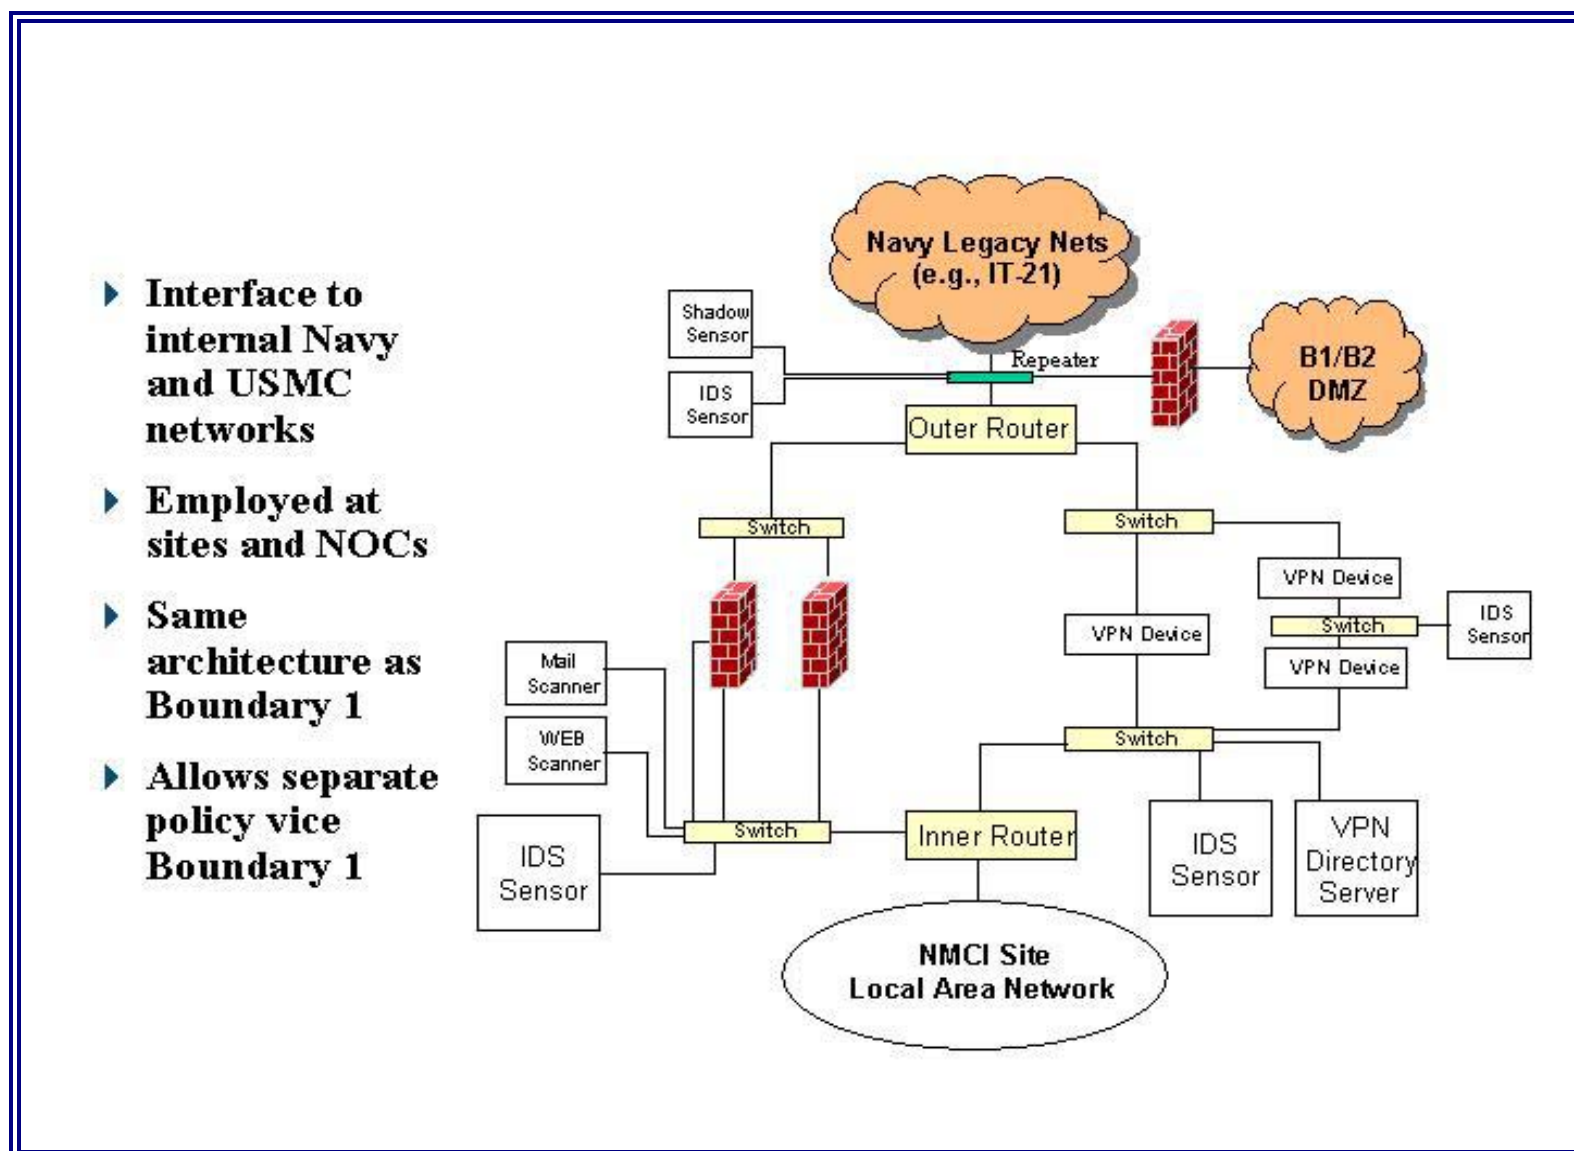 Interface to
internal Navy
and USMC
networks
Employed at
sites and NOCs
Same
architecture as
Boundary 1
Allows separate
policy vice
Boundary 1
Navy Legacy Nets
(e.g., IT-21)
Shadow
Sensor
Repeater
B1/B2
DMZ
IDS
Sensor
Outer Router
Switch
Switch
VPN Device
VPN Device
Switch
IDS
Sensor
VPN Device
Mail
Scanner
WEB
Scanner
Switch
IDS
Sensor
Switch
Inner Router
IDS
Sensor
VPN
Directory
Server
NMCI Site
Local Area Network